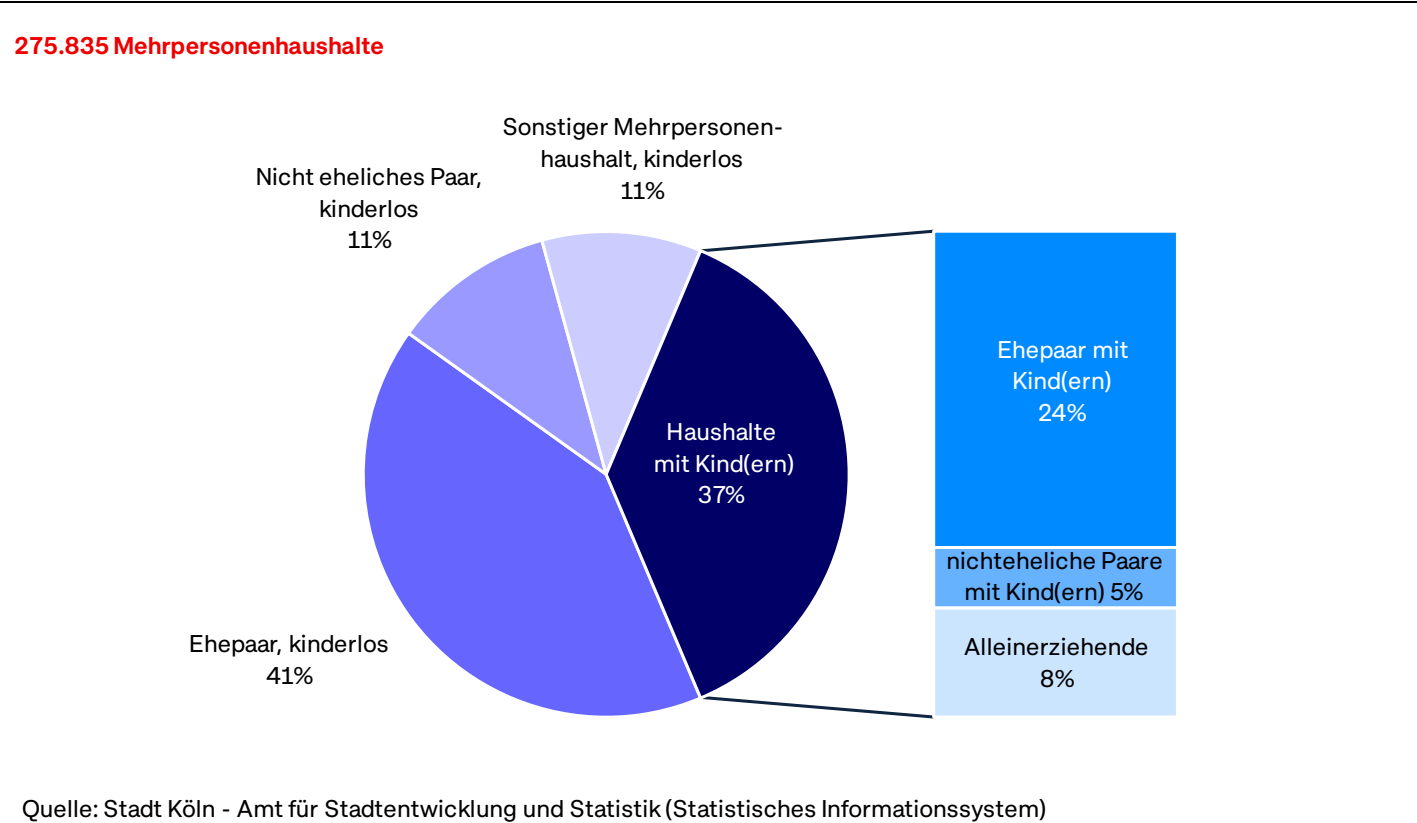 275.835 Mehrpersonenhaushalte
Sonstiger Mehrpersonen-
haushalt, kinderlos
11%
Nicht eheliches Paar,
kinderlos
11%
Ehepaar mit
Kind(ern)
24%
Haushalte
mit Kind(ern)
37%
nichteheliche Paare
mit Kind(ern) 5%
Ehepaar, kinderlos
41%
Alleinerziehende
8%
Quelle: Stadt Köln - Amt für Stadtentwicklung und Statistik (Statistisches Informationssystem)